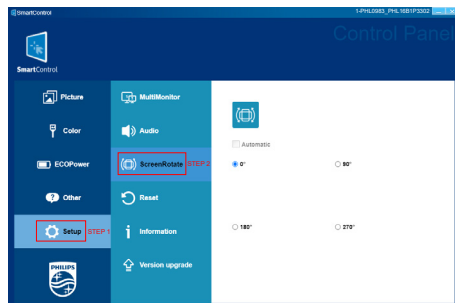 SmartControl
1-PHL0983_PHL16B1P3302
Control Panel
SmartControl
Picture
Color
ECOPower
Other
Setup STEP 1
PHILIPS
MultiMonitor
Audio
ScreenRotate STEP 2
Reset
Information
Version upgrade
Automatic
0°
90°
180°
270°